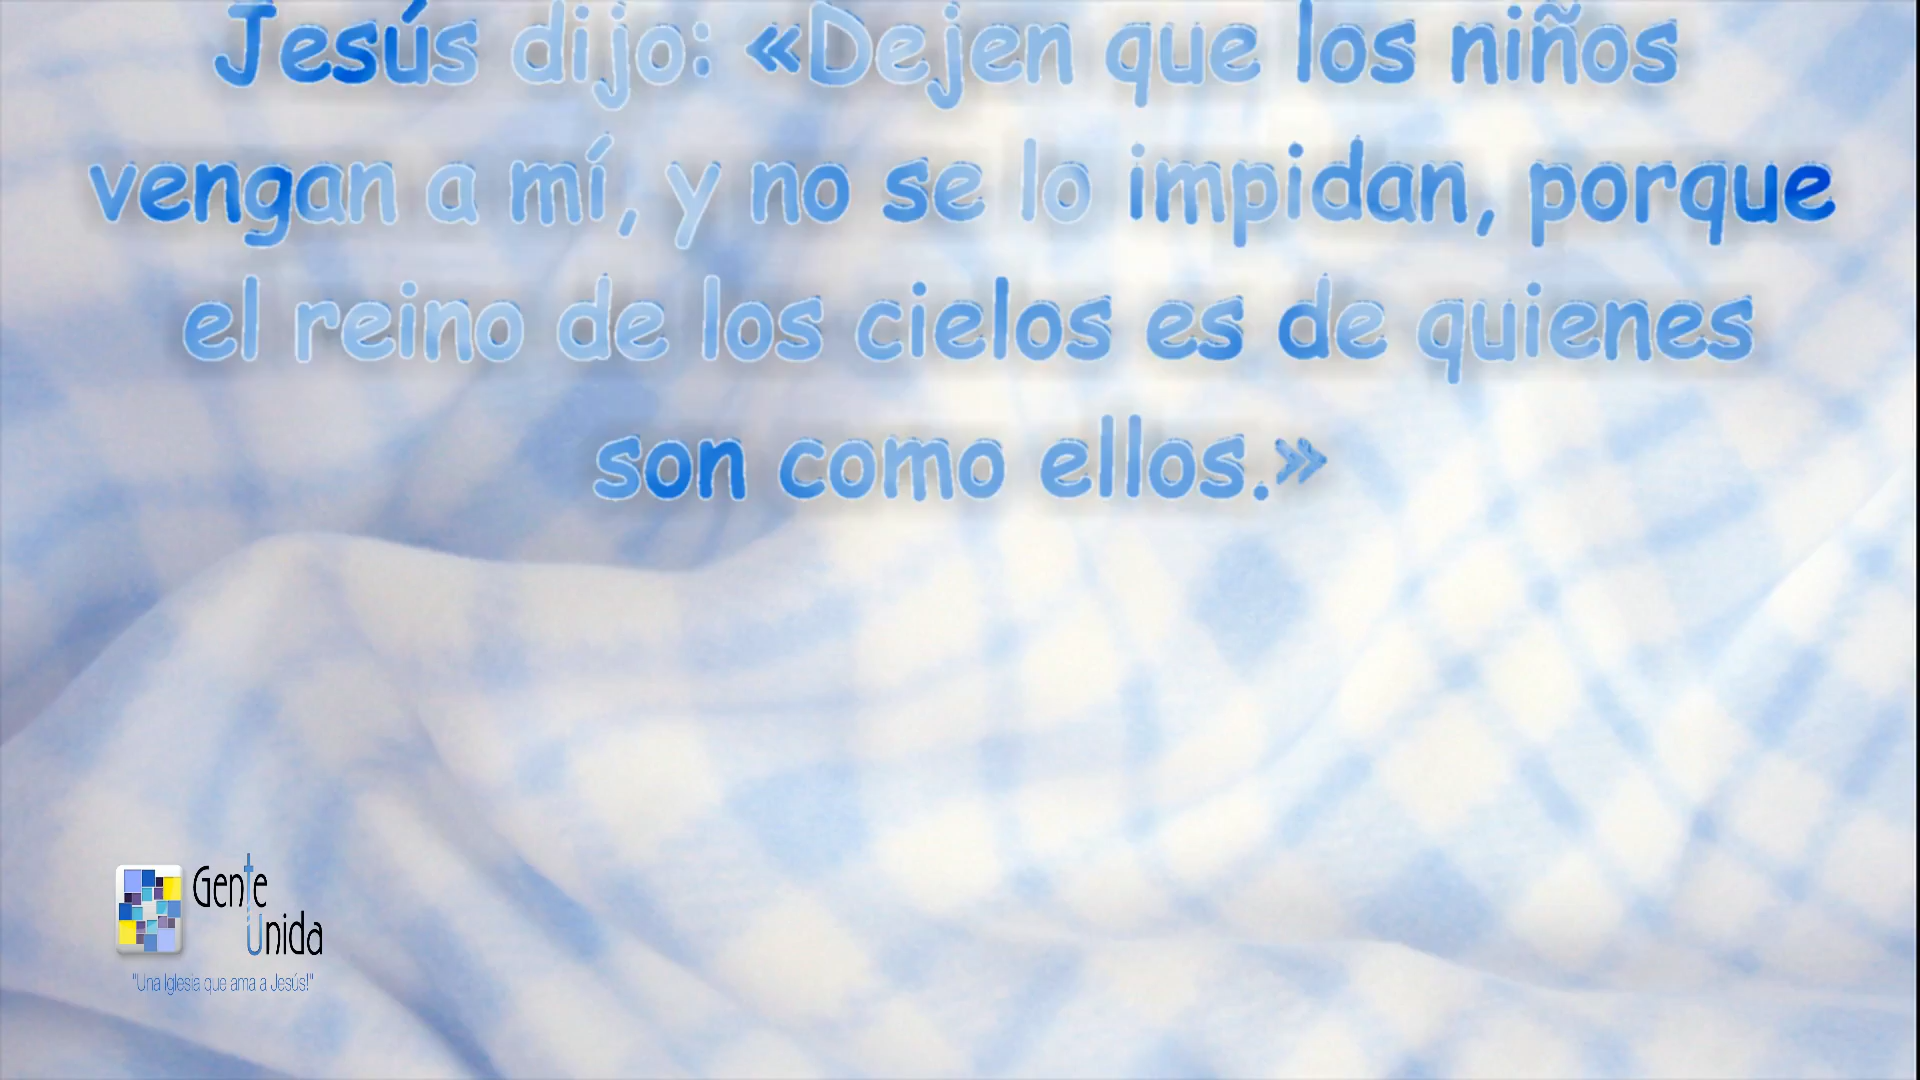 Jesús dijo: «Dejen que los niños
vengan a mí, y no se lo impidan, porque
el reino de los cielos es de quienes
son como ellos.»
Gente
Unida
"Una Iglesia que ama a Jesús!"